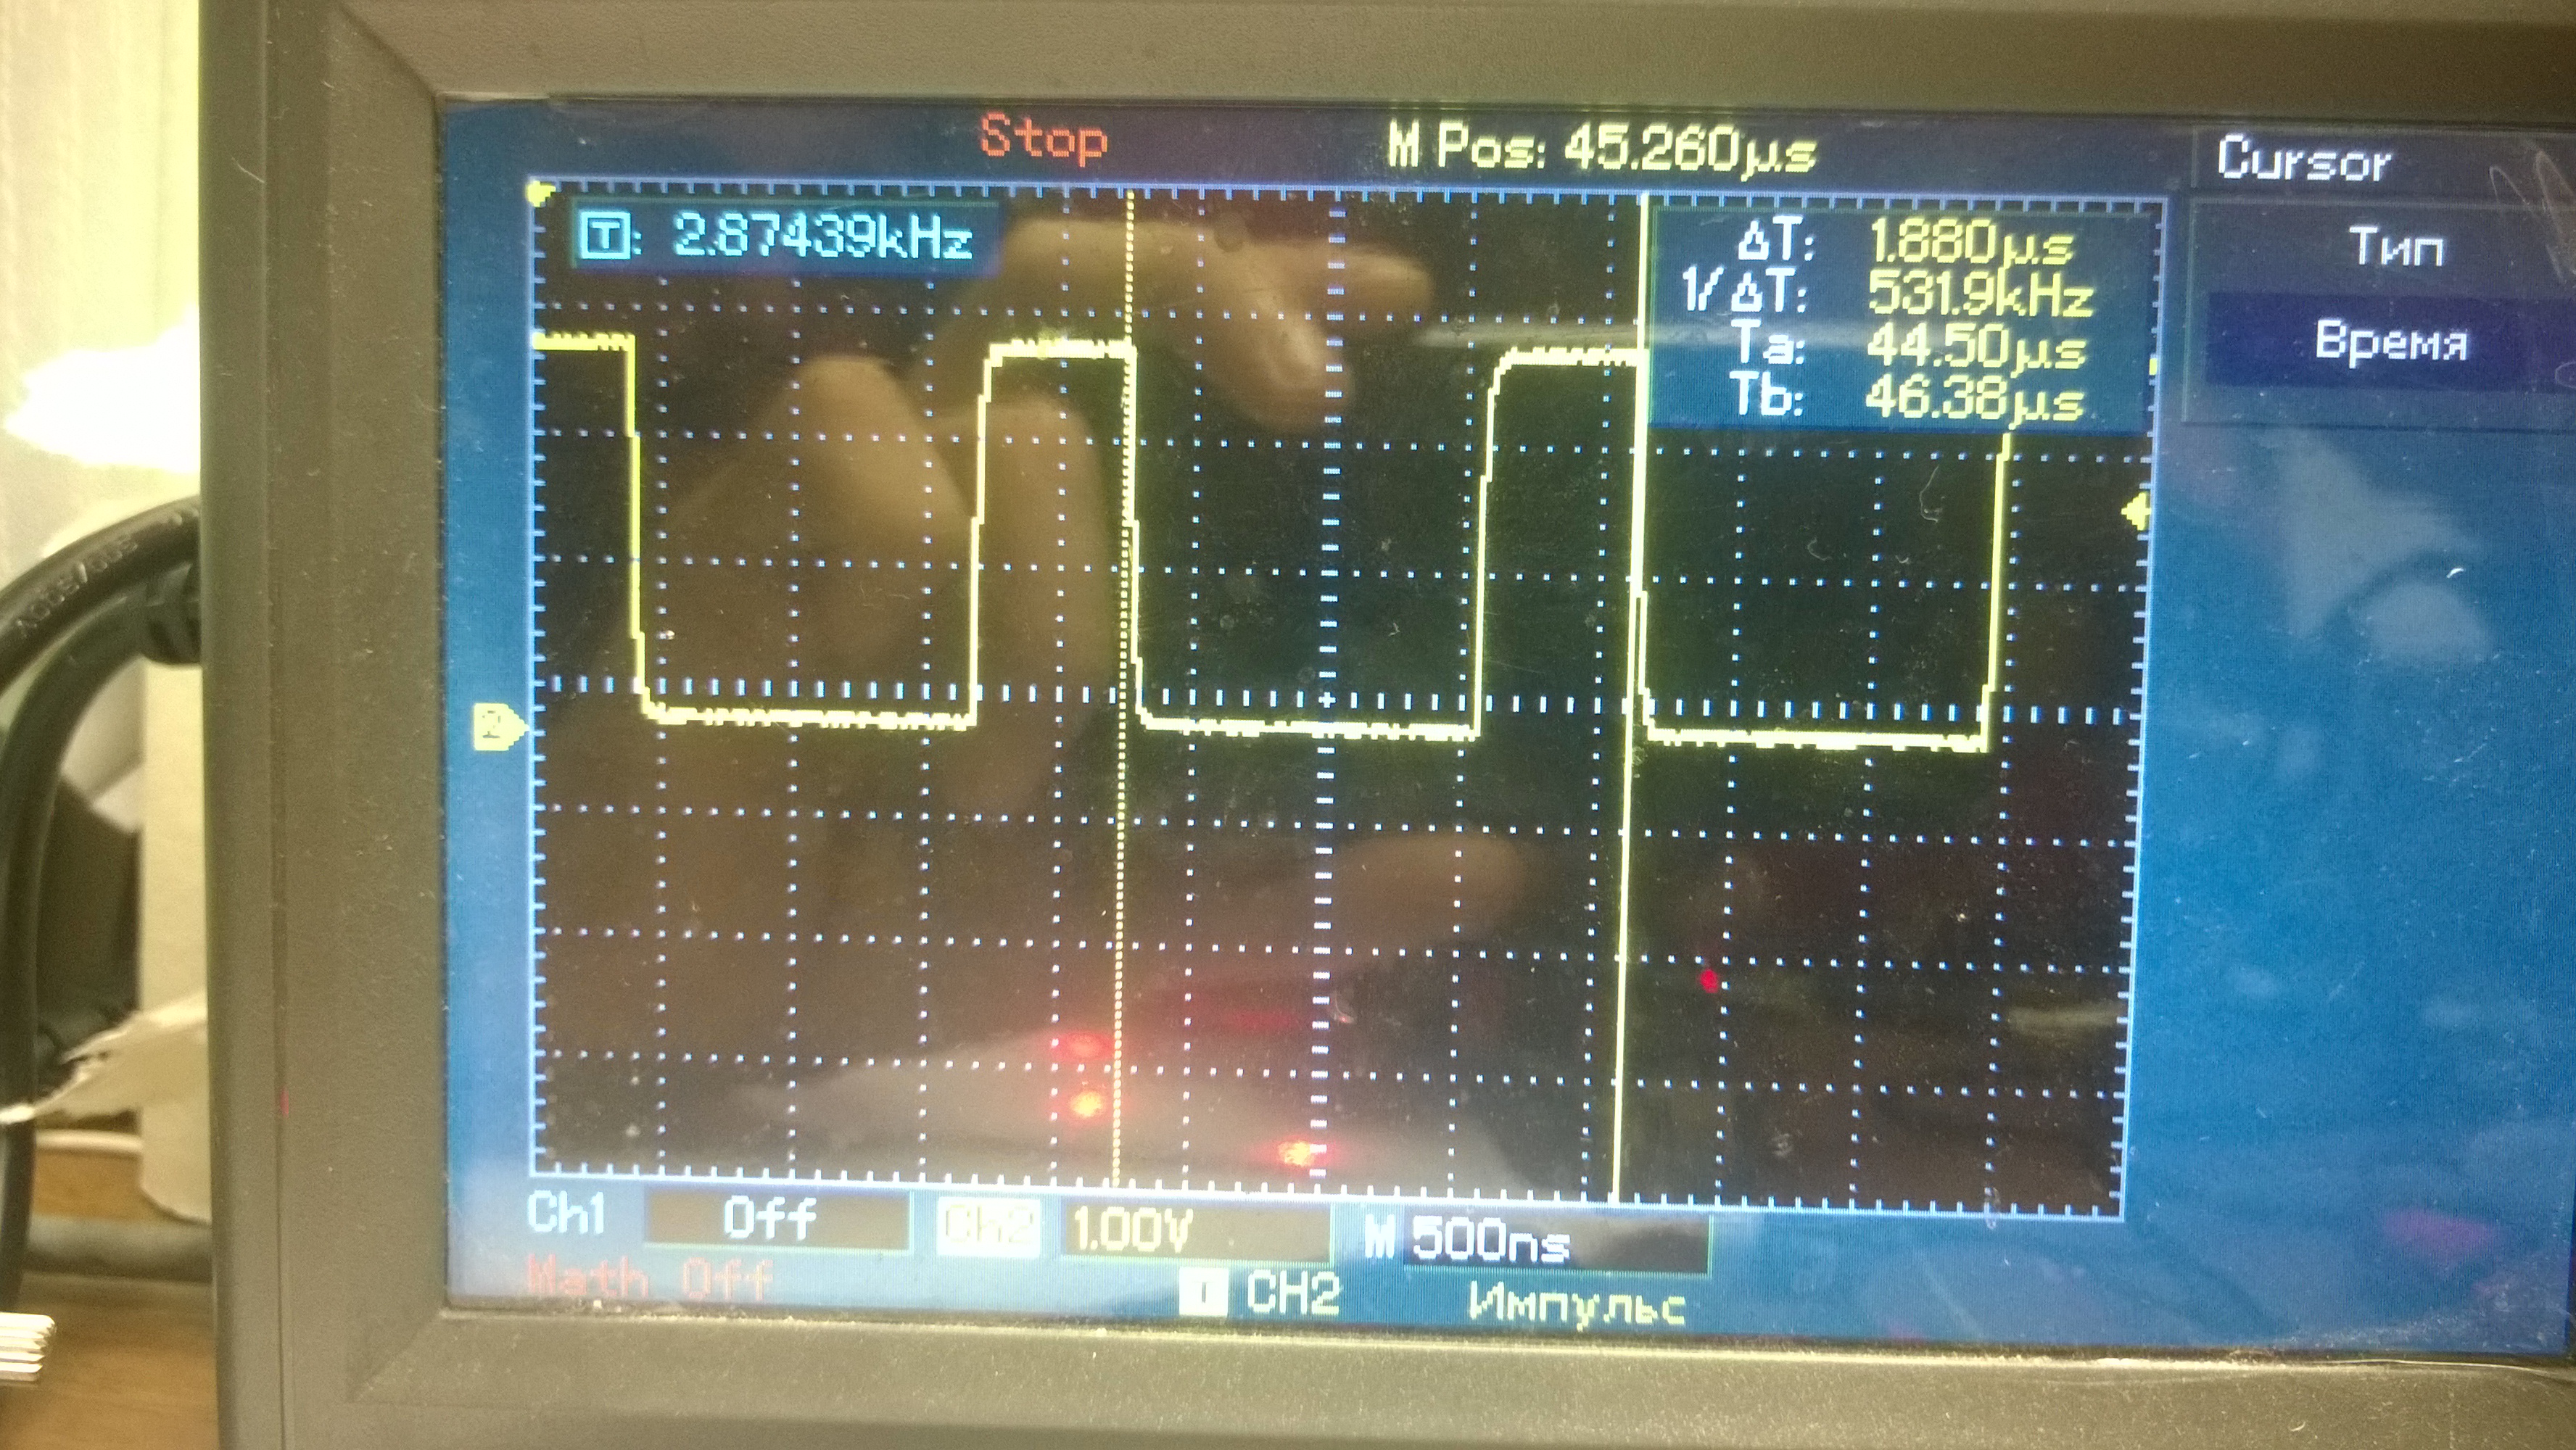 Stop
M Pos: 45.260µs
Cursor
T: 2.87439kHz
ΔT: 1.880µs
1/ΔT: 531.9kHz
Ta: 44.50µs
Tb: 46.38µs
Тип
Время
2
Ch1 Off
Ch2 1.00V
M 500ns
Math Off
T CH2
Импульс